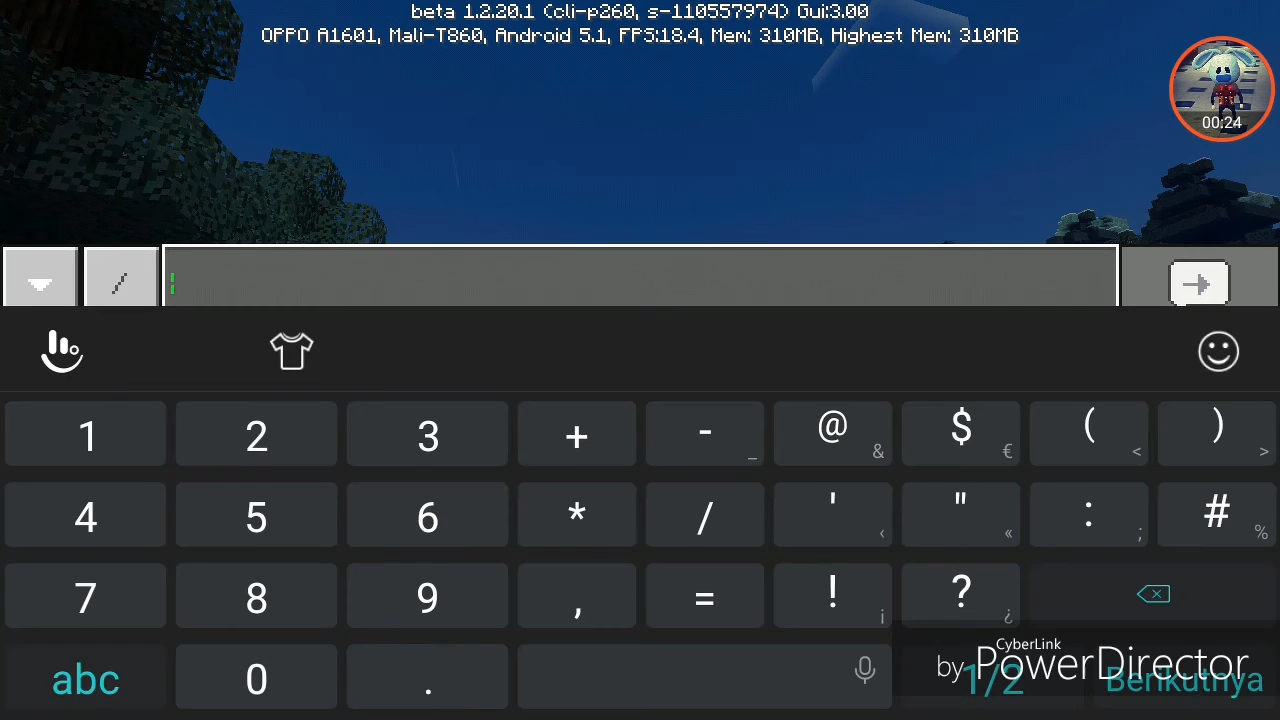 beta 1.2.20.1 (cli-p260, s-110557974) Gui:3.00
OPPO A1601, Mali-T860, Android 5.1, FPS:18.4, Mem: 310MB, Highest Mem: 310MB
00:24
/
1 2 3 + - _ @ & $ € ( < ) >
4 5 6 * / ' ‹ " « : ; # %
7 8 9 , = ! ¡ ? ¿
abc 0 . 1/2 Berikutnya
CyberLink
by PowerDirector